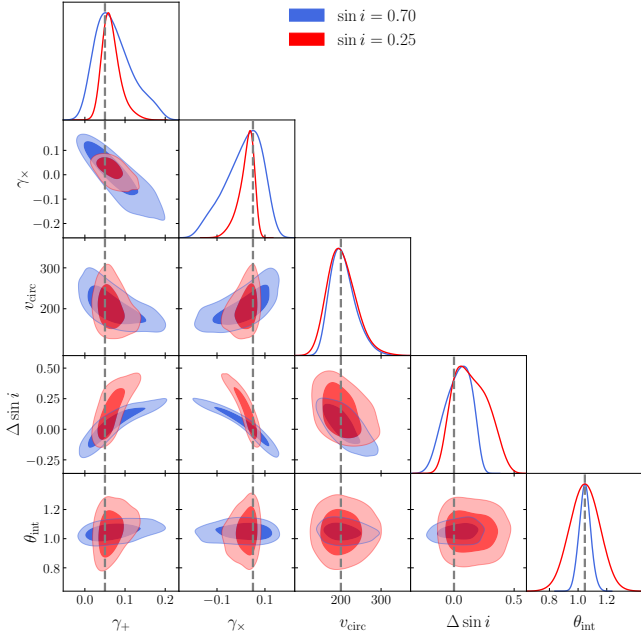 sin i = 0.70
sin i = 0.25
0.1
0.0
−0.1
−0.2
γ×
300
200
v_circ
0.50
0.25
0.00
−0.25
Δ sin i
1.2
1.0
0.8
θ_int
0.0 0.1 0.2 −0.1 0.1 200 300 0.0 0.5 0.8 1.0 1.2
γ+ γ× v_circ Δ sin i θ_int